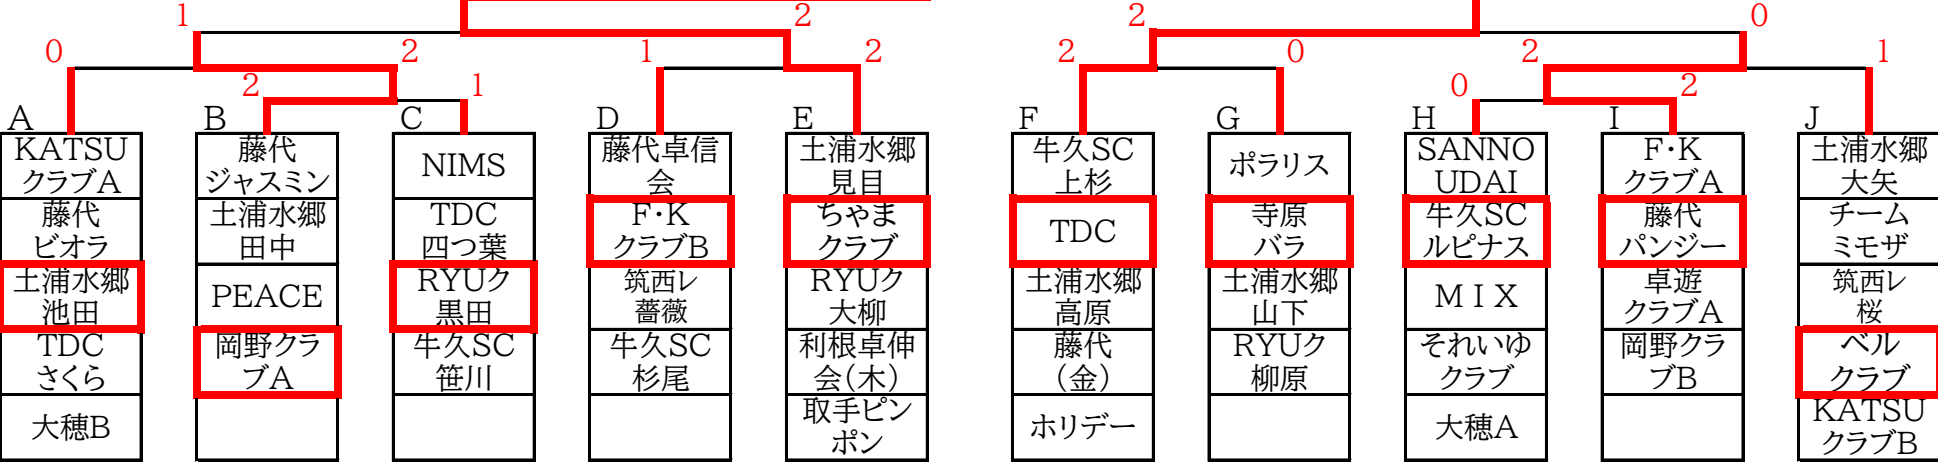 1
2
2
0
0
2
1
2
2
0
2
1
2
1
0
2
A
B
C
D
E
F
G
H
I
J
KATSU
クラブA
藤代
ビオラ
土浦水郷
池田
TDC
さくら
大穂B
藤代
ジャスミン
土浦水郷
田中
PEACE
岡野クラ
ブA
NIMS
TDC
四つ葉
RYUク
黒田
牛久SC
笹川
藤代卓信
会
F・K
クラブB
筑西レ
薔薇
牛久SC
杉尾
土浦水郷
見目
ちゃま
クラブ
RYUク
大柳
利根卓伸
会(木)
取手ピン
ポン
牛久SC
上杉
TDC
土浦水郷
高原
藤代
(金)
ホリデー
ポラリス
寺原
バラ
土浦水郷
山下
RYUク
柳原
SANNO
UDAI
牛久SC
ルピナス
MIX
それいゆ
クラブ
大穂A
F・K
クラブA
藤代
パンジー
卓遊
クラブA
岡野クラ
ブB
土浦水郷
大矢
チーム
ミモザ
筑西レ
桜
ベル
クラブ
KATSU
クラブB